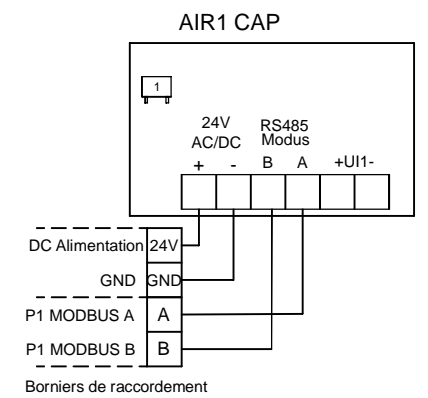 AIR1 CAP
1
24V
AC/DC
RS485
Modus
+ - B A +UI1-
DC Alimentation 24V
GND GND
P1 MODBUS A A
P1 MODBUS B B
Borniers de raccordement